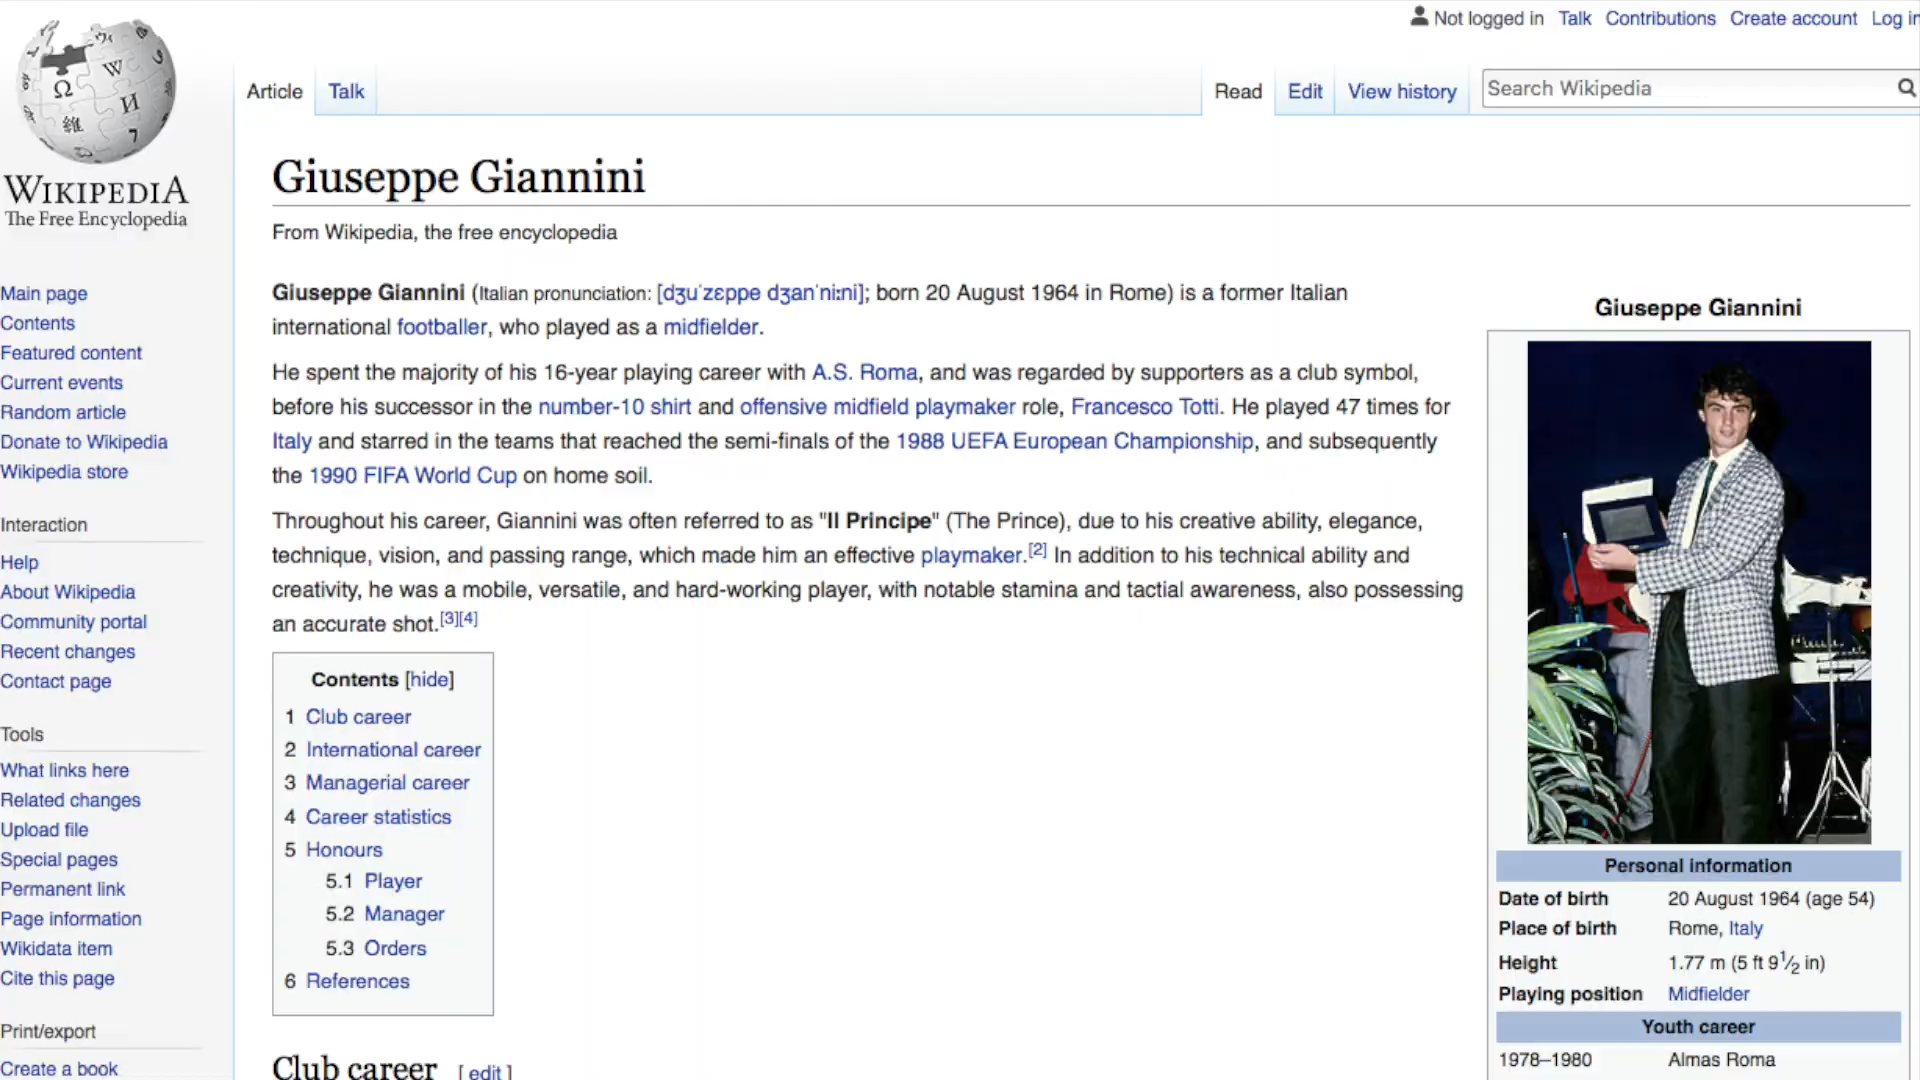 Not logged in Talk Contributions Create account Log in
Article Talk Read Edit View history Search Wikipedia
WIKIPEDIA
The Free Encyclopedia
Main page
Contents
Featured content
Current events
Random article
Donate to Wikipedia
Wikipedia store
Interaction
Help
About Wikipedia
Community portal
Recent changes
Contact page
Tools
What links here
Related changes
Upload file
Special pages
Permanent link
Page information
Wikidata item
Cite this page
Print/export
Create a book
Giuseppe Giannini
From Wikipedia, the free encyclopedia
Giuseppe Giannini (Italian pronunciation: [dʒuˈzɛppe dʒanˈniːni]; born 20 August 1964 in Rome) is a former Italian
international footballer, who played as a midfielder.
He spent the majority of his 16-year playing career with A.S. Roma, and was regarded by supporters as a club symbol,
before his successor in the number-10 shirt and offensive midfield playmaker role, Francesco Totti. He played 47 times for
Italy and starred in the teams that reached the semi-finals of the 1988 UEFA European Championship, and subsequently
the 1990 FIFA World Cup on home soil.
Throughout his career, Giannini was often referred to as "Il Principe" (The Prince), due to his creative ability, elegance,
technique, vision, and passing range, which made him an effective playmaker.[2] In addition to his technical ability and
creativity, he was a mobile, versatile, and hard-working player, with notable stamina and tactial awareness, also possessing
an accurate shot.[3][4]
Contents [hide]
1 Club career
2 International career
3 Managerial career
4 Career statistics
5 Honours
5.1 Player
5.2 Manager
5.3 Orders
6 References
Club career [ edit ]
Giuseppe Giannini
Personal information
Date of birth 20 August 1964 (age 54)
Place of birth Rome, Italy
Height 1.77 m (5 ft 9 1⁄2 in)
Playing position Midfielder
Youth career
1978–1980 Almas Roma